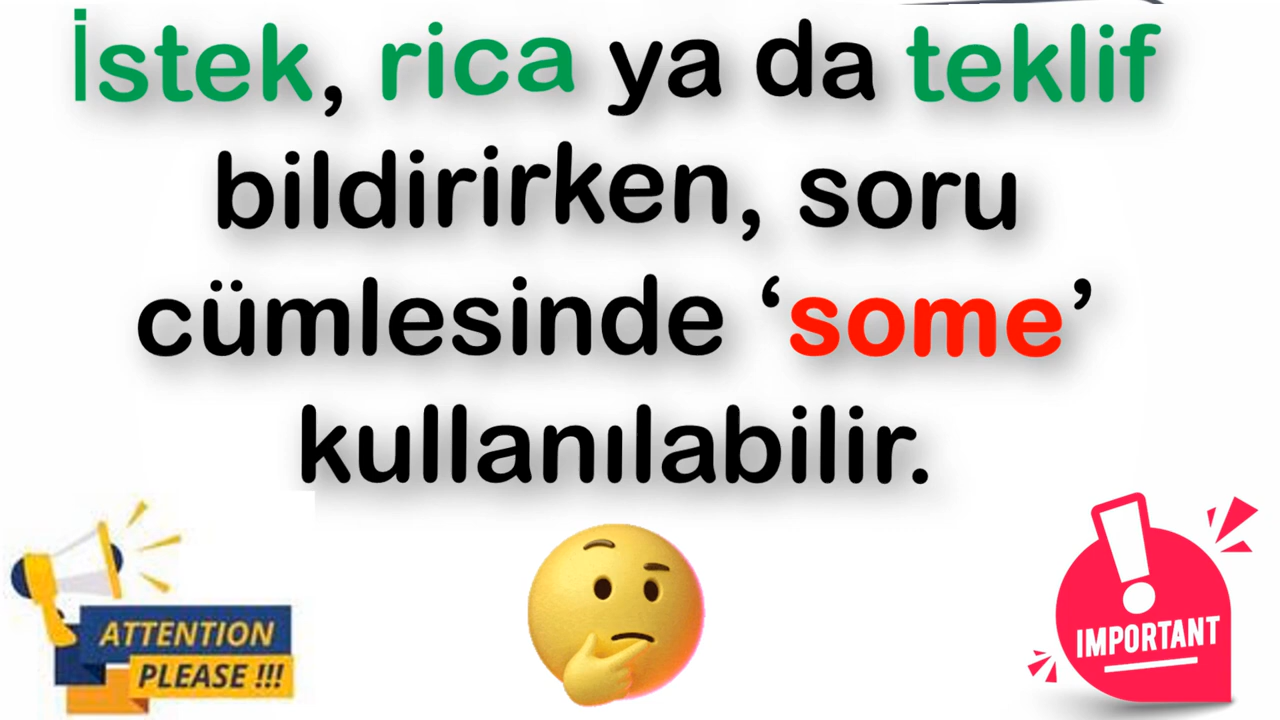 İstek, rica ya da teklif
bildirirken, soru
cümlesinde ‘some’
kullanılabilir.
ATTENTION
PLEASE !!!
IMPORTANT